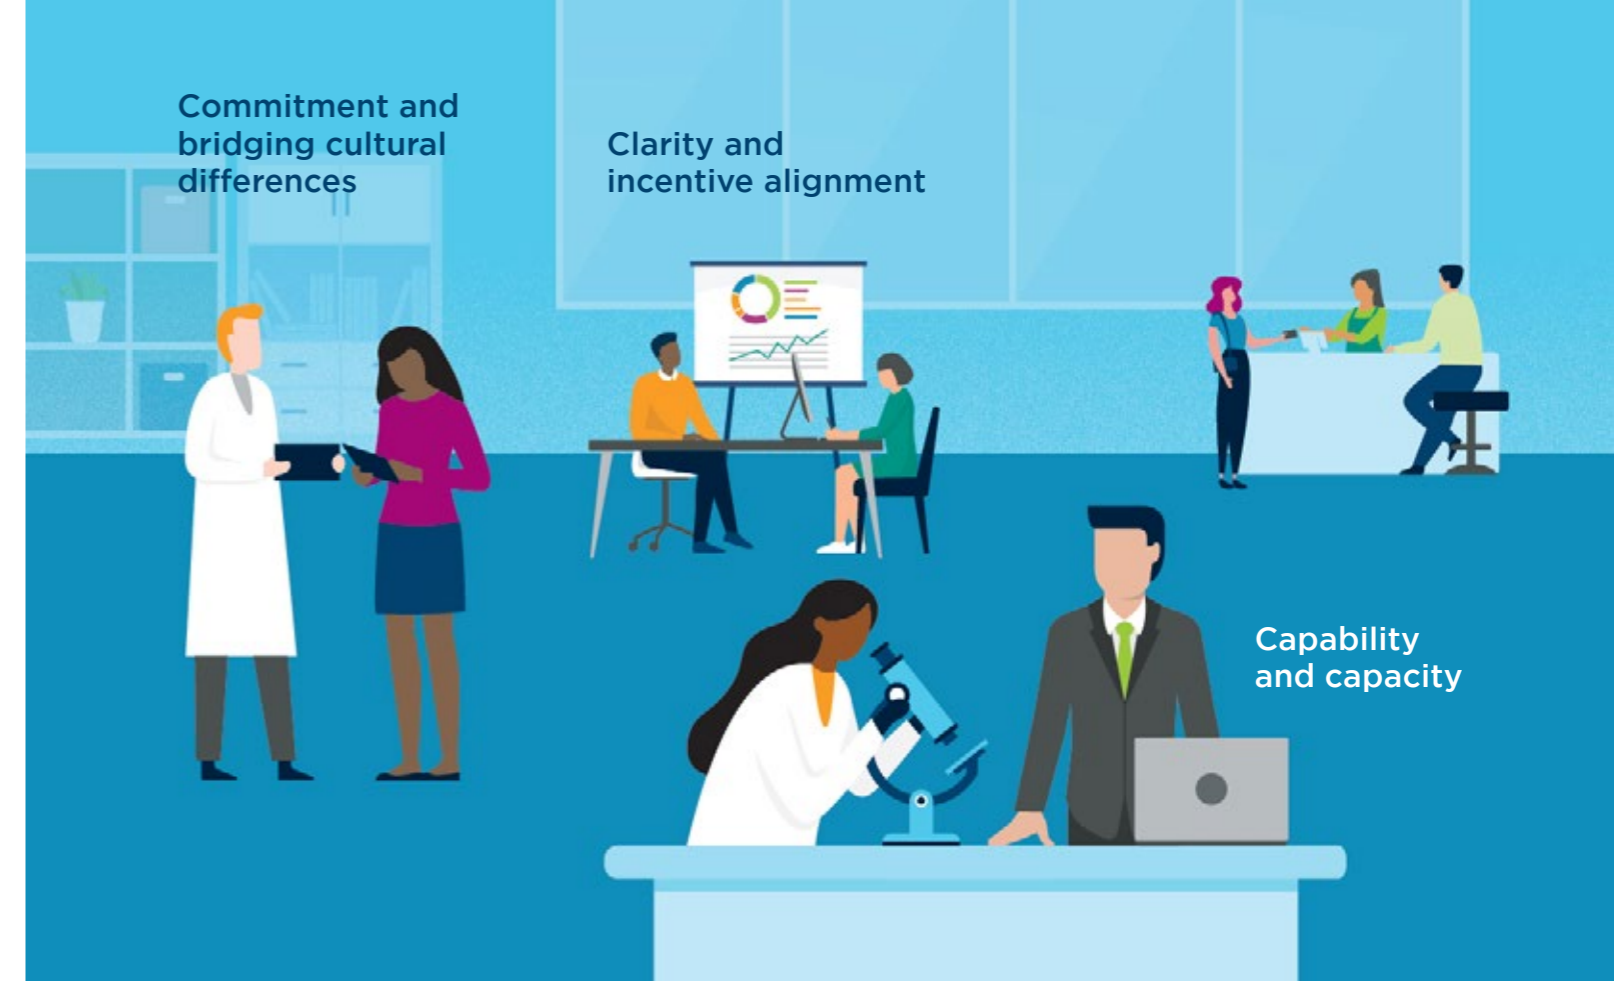 Commitment and
bridging cultural
differences
Clarity and
incentive alignment
Capability
and capacity